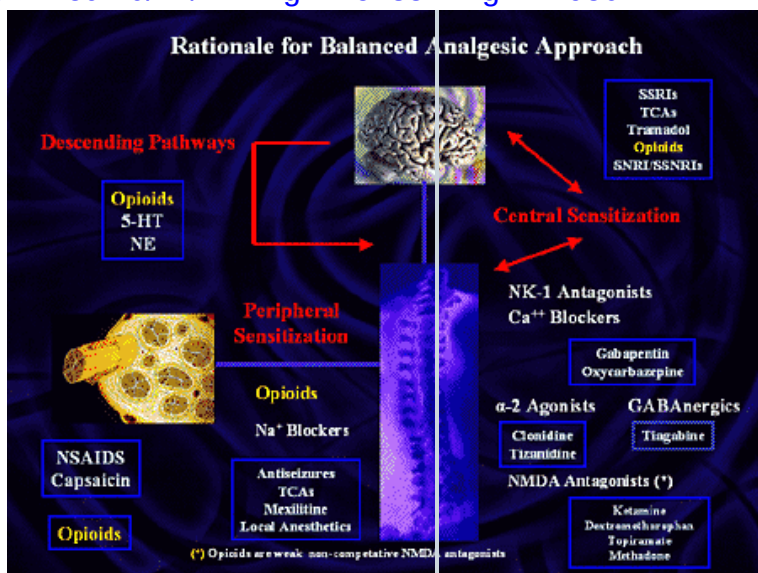 Rationale for Balanced Analgesic Approach
SSRIs
TCAs
Tramadol
Opioids
SNRI/SSNRIs
Descending Pathways
Opioids
5-HT
NE
Central Sensitization
Peripheral
Sensitization
NK-1 Antagonists
Ca++ Blockers
Gabapentin
Oxycarbazepine
Opioids
Na+ Blockers
α-2 Agonists
GABAnergics
Clonidine
Tizanidine
Tiagabine
NSAIDS
Capsaicin
Antiseizures
TCAs
Mexilitine
Local Anesthetics
NMDA Antagonists (*)
Ketamine
Dextromethoraphan
Topiramate
Methadone
Opioids
(*) Opioids are weak non-competative NMDA antagonists